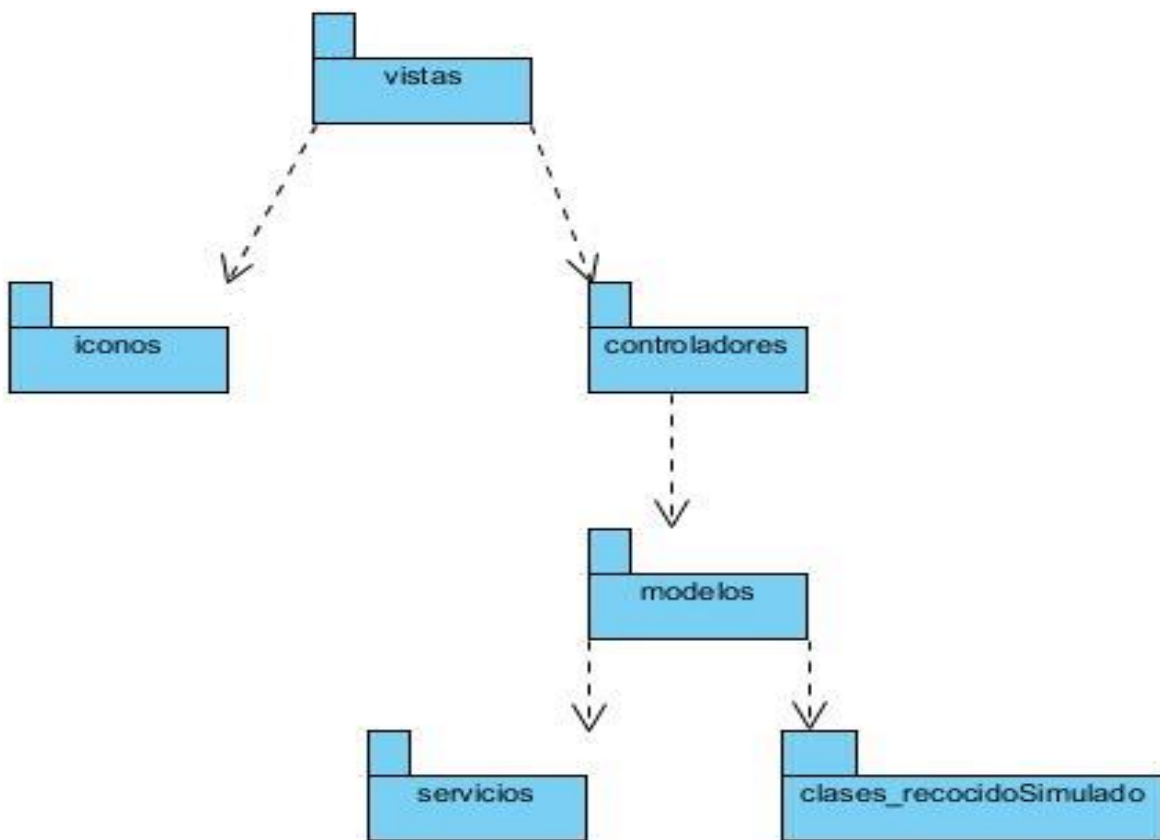 vistas
iconos
controladores
modelos
servicios
clases_recocidoSimulado